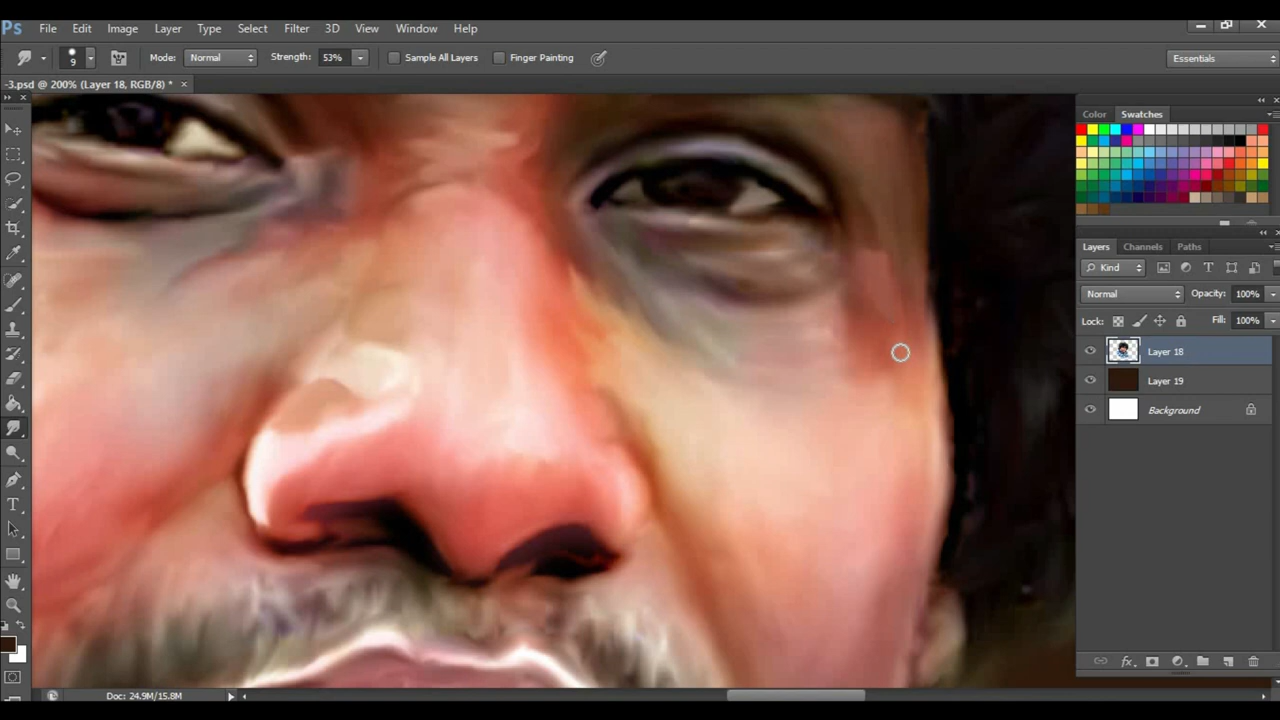 Ps File Edit Image Layer Type Select Filter 3D View Window Help
9 Mode: Normal Strength: 53% Sample All Layers Finger Painting Essentials
-3.psd @ 200% (Layer 18, RGB/8) * ×
Color Swatches
Layers Channels Paths
Kind
Normal Opacity: 100%
Lock: Fill: 100%
Layer 18
Layer 19
Background
Doc: 24.9M/15.8M